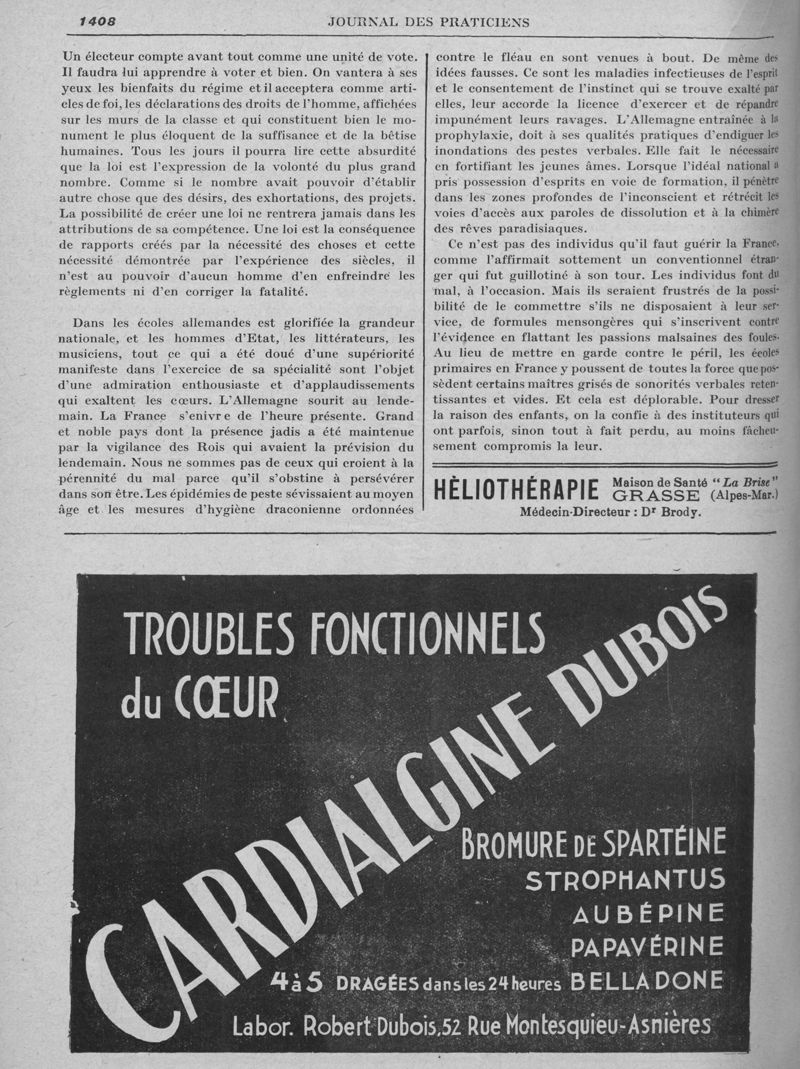 1408
JOURNAL DES PRATICIENS
Un électeur compte avant tout comme une unité de vote.
Il faudra lui apprendre à voter et bien. On vantera à ses
yeux les bienfaits du régime et il acceptera comme arti-
cles de foi, les déclarations des droits de l'homme, affichées
sur les murs de la classe et qui constituent bien le mo-
nument le plus éloquent de la suffisance et de la bêtise
humaines. Tous les jours il pourra lire cette absurdité
que la loi est l'expression de la volonté du plus grand
nombre. Comme si le nombre avait pouvoir d'établir
autre chose que des désirs, des exhortations, des projets.
La possibilité de créer une loi ne rentrera jamais dans les
attributions de sa compétence. Une loi est la conséquence
de rapports créés par la nécessité des choses et cette
nécessité démontrée par l'expérience des siècles, il
n'est au pouvoir d'aucun homme d'en enfreindre les
règlements ni d'en corriger la fatalité.
Dans les écoles allemandes est glorifiée la grandeur
nationale, et les hommes d'Etat, les littérateurs, les
musiciens, tout ce qui a été doué d'une supériorité
manifeste dans l'exercice de sa spécialité sont l'objet
d'une admiration enthousiaste et d'applaudissements
qui exaltent les cœurs. L'Allemagne sourit au lende-
main. La France s'enivre de l'heure présente. Grand
et noble pays dont la présence jadis a été maintenue
par la vigilance des Rois qui avaient la prévision du
lendemain. Nous ne sommes pas de ceux qui croient à la
pérennité du mal parce qu'il s'obstine à persévérer
dans son être. Les épidémies de peste sévissaient au moyen
âge et les mesures d'hygiène draconienne ordonnées
contre le fléau en sont venues à bout. De même des
idées fausses. Ce sont les maladies infectieuses de l'esprit
et le consentement de l'instinct qui se trouve exalté par
elles, leur accorde la licence d'exercer et de répandre
impunément leurs ravages. L'Allemagne entraînée à la
prophylaxie, doit à ses qualités pratiques d'endiguer les
inondations des pestes verbales. Elle fait le nécessaire
en fortifiant les jeunes âmes. Lorsque l'idéal national a
pris possession d'esprits en voie de formation, il pénètre
dans les zones profondes de l'inconscient et rétrécit les
voies d'accès aux paroles de dissolution et à la chimère
des rêves paradisiaques.
Ce n'est pas des individus qu'il faut guérir la France,
comme l'affirmait sottement un conventionnel étran-
ger qui fut guillotiné à son tour. Les individus font du
mal, à l'occasion. Mais ils seraient frustrés de la possi-
bilité de le commettre s'ils ne disposaient à leur ser-
vice, de formules mensongères qui s'inscrivent contre
l'évidence en flattant les passions malsaines des foules.
Au lieu de mettre en garde contre le péril, les écoles
primaires en France y poussent de toutes la force que pos-
sèdent certains maîtres grisés de sonorités verbales reten-
tissantes et vides. Et cela est déplorable. Pour dresser
la raison des enfants, on la confie à des instituteurs qui
ont parfois, sinon tout à fait perdu, au moins fâcheu-
sement compromis la leur.
HÈLIOTHÉRAPIE Maison de Santé "La Brise"
GRASSE (Alpes-Mar.)
Médecin-Directeur : Dr Brody.
TROUBLES FONCTIONNELS
du CŒUR
CARDIALGINE DUBOIS
BROMURE DE SPARTÉINE
STROPHANTUS
AUBÉPINE
PAPAVÉRINE
4 à 5 DRAGÉES dans les 24 heures BELLADONE
Labor. Robert Dubois, 52 Rue Montesquieu-Asnières